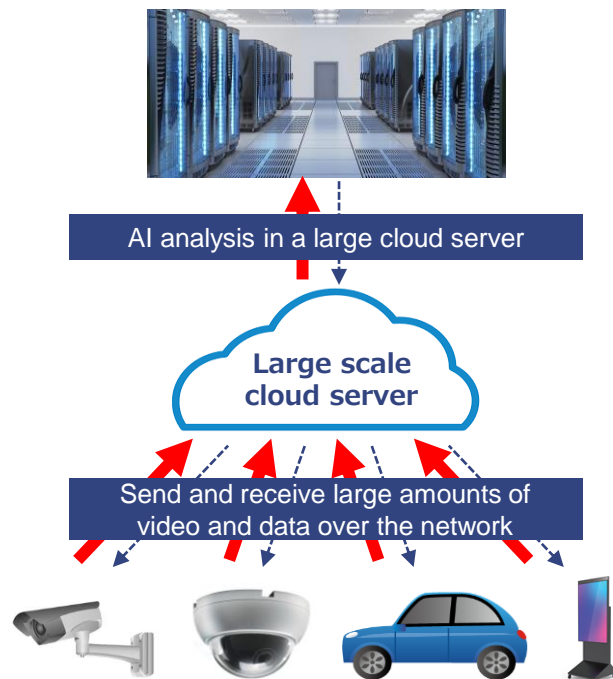 AI analysis in a large cloud server
Large scale
cloud server
Send and receive large amounts of
video and data over the network